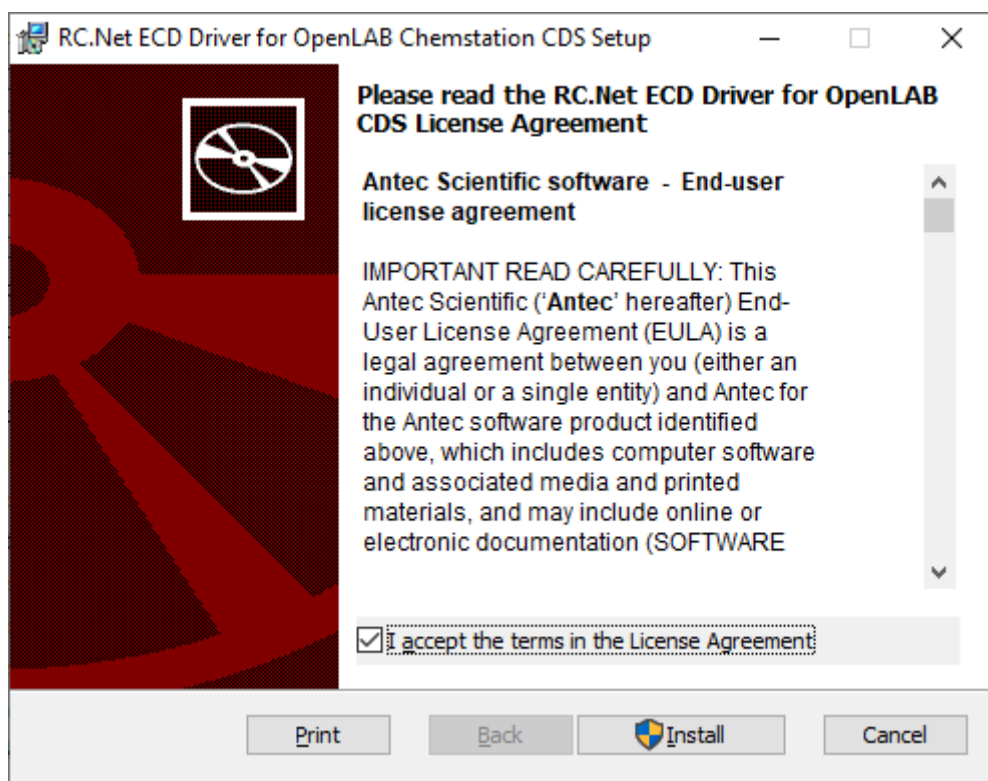 RC.Net ECD Driver for OpenLAB Chemstation CDS Setup
Please read the RC.Net ECD Driver for OpenLAB
CDS License Agreement
Antec Scientific software - End-user
license agreement
IMPORTANT READ CAREFULLY: This
Antec Scientific (‘Antec’ hereafter) End-
User License Agreement (EULA) is a
legal agreement between you (either an
individual or a single entity) and Antec for
the Antec software product identified
above, which includes computer software
and associated media and printed
materials, and may include online or
electronic documentation (SOFTWARE
I accept the terms in the License Agreement
Print Back Install Cancel